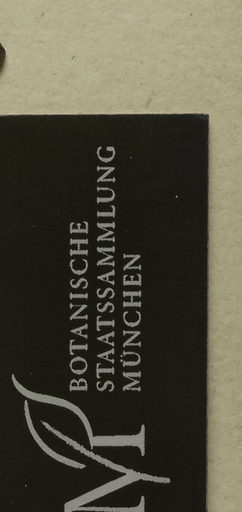 BOTANISCHE
STAATSSAMMLUNG
MÜNCHEN
M